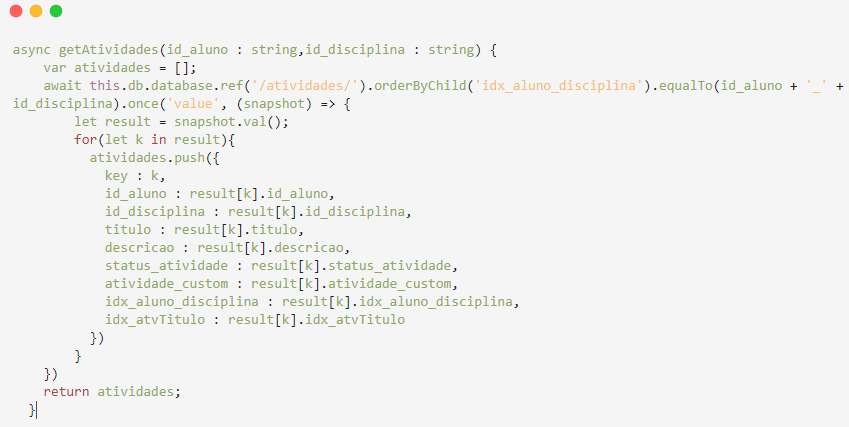 async getAtividades(id_aluno : string,id_disciplina : string) {
    var atividades = [];
    await this.db.database.ref('/atividades/').orderByChild('idx_aluno_disciplina').equalTo(id_aluno + '_' +
id_disciplina).once('value', (snapshot) => {
        let result = snapshot.val();
        for(let k in result){
          atividades.push({
            key : k,
            id_aluno : result[k].id_aluno,
            id_disciplina : result[k].id_disciplina,
            titulo : result[k].titulo,
            descricao : result[k].descricao,
            status_atividade : result[k].status_atividade,
            atividade_custom : result[k].atividade_custom,
            idx_aluno_disciplina : result[k].idx_aluno_disciplina,
            idx_atvTitulo : result[k].idx_atvTitulo
          })
        }
    })
    return atividades;
  }